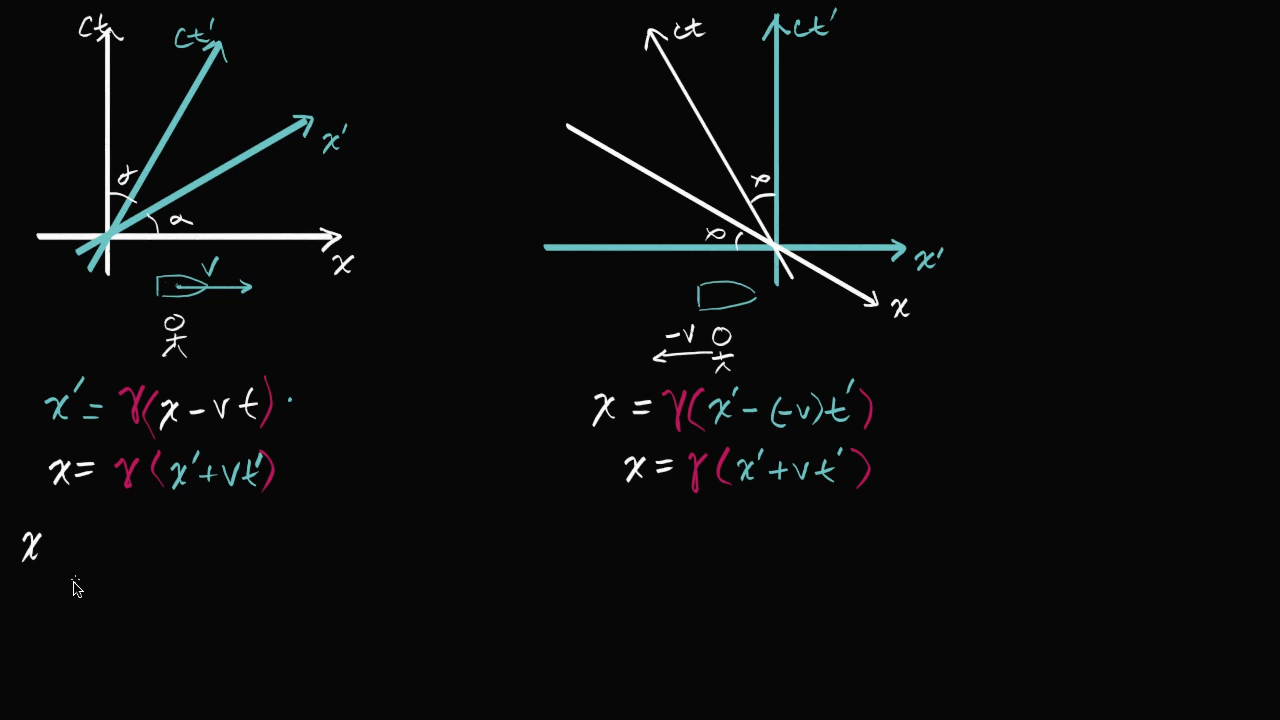 ct
ct'
x'
α
α
x
v
x' = γ(x - vt)
x = γ(x' + vt')
x
ct
ct'
α
α
x'
x
-v
x = γ(x' - (-v)t')
x = γ(x' + vt')